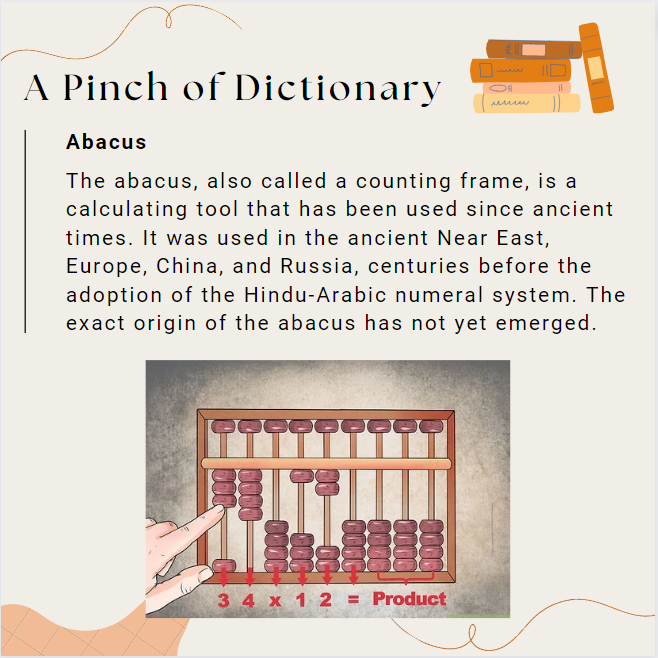 A Pinch of Dictionary
Abacus
The abacus, also called a counting frame, is a
calculating tool that has been used since ancient
times. It was used in the ancient Near East,
Europe, China, and Russia, centuries before the
adoption of the Hindu-Arabic numeral system. The
exact origin of the abacus has not yet emerged.
3 4 x 1 2 = Product